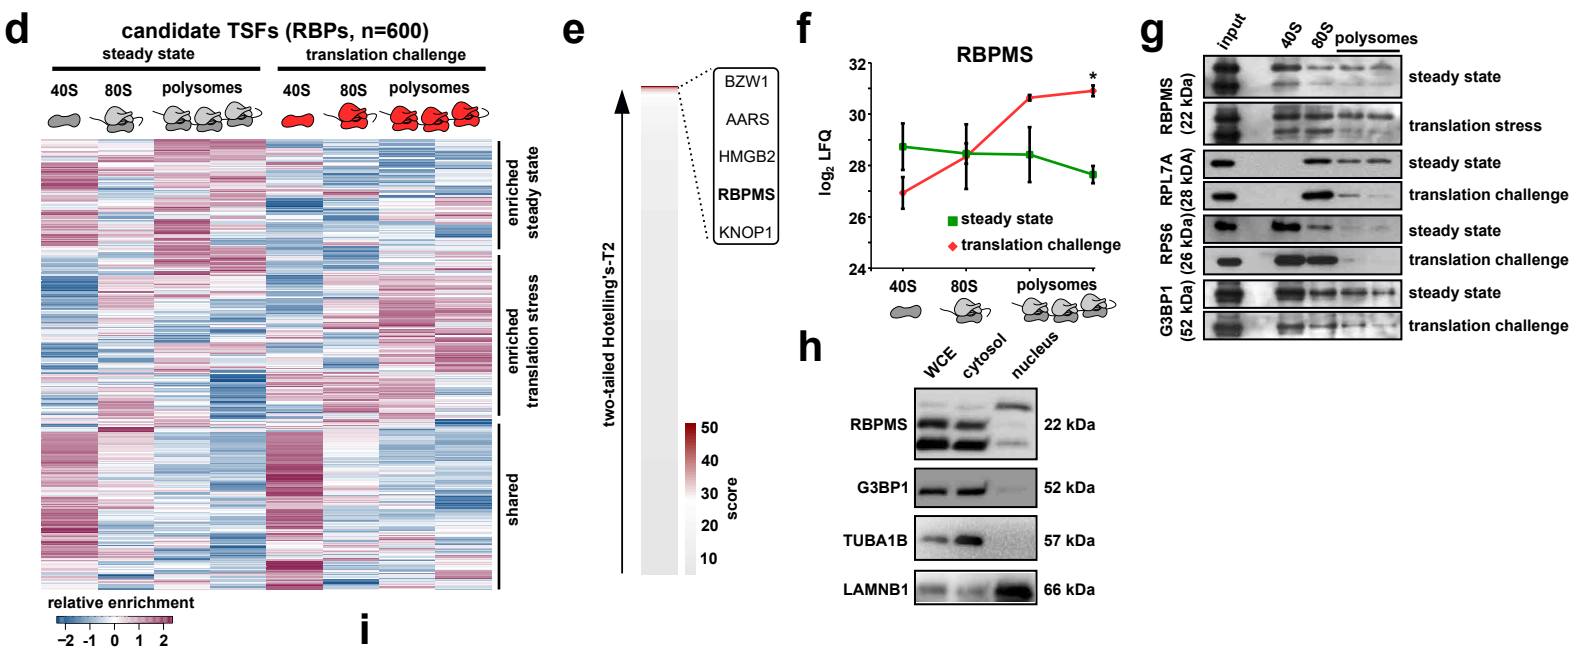 d
candidate TSFs (RBPs, n=600)
steady state
translation challenge
40S
80S
polysomes
40S
80S
polysomes
enriched
steady state
enriched
translation stress
shared
relative enrichment
−2 -1 0 1 2
e
two-tailed Hotelling's-T2
BZW1
AARS
HMGB2
RBPMS
KNOP1
50
40
30
20
10
score
f
RBPMS
log2 LFQ
32
30
28
26
24
steady state
translation challenge
*
40S
80S
polysomes
g
input
40S
80S
polysomes
RBPMS
(22 kDa)
steady state
translation stress
RPL7A
(28 kDA)
steady state
translation challenge
RPS6
(26 kDa)
steady state
translation challenge
G3BP1
(52 kDa)
steady state
translation challenge
h
WCE
cytosol
nucleus
RBPMS
22 kDa
G3BP1
52 kDa
TUBA1B
57 kDa
LAMNB1
66 kDa
i